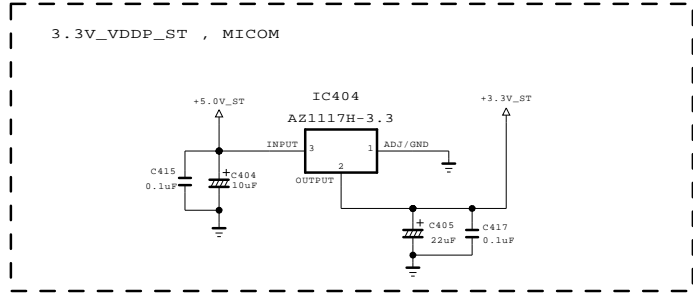 3.3V_VDDP_ST , MICOM
IC404
AZ1117H-3.3
+5.0V_ST
+3.3V_ST
INPUT 3
1 ADJ/GND
2
OUTPUT
C415
0.1uF
+
C404
10uF
+
C405
22uF
C417
0.1uF